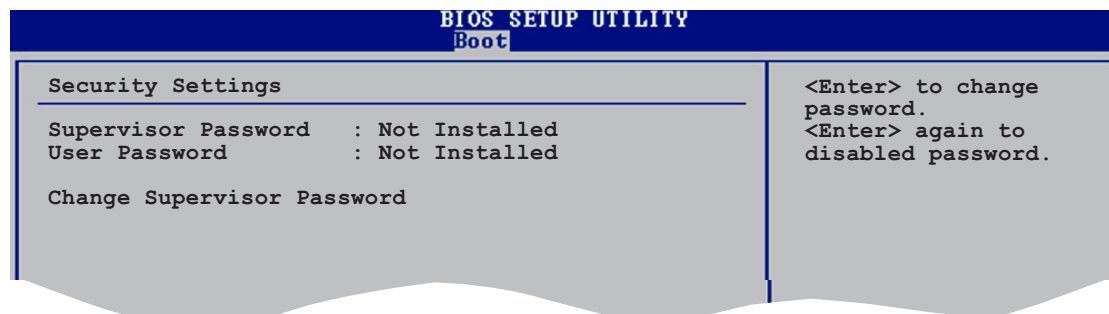 BIOS SETUP UTILITY
Boot
Security Settings
Supervisor Password : Not Installed
User Password : Not Installed
Change Supervisor Password
<Enter> to change
password.
<Enter> again to
disabled password.